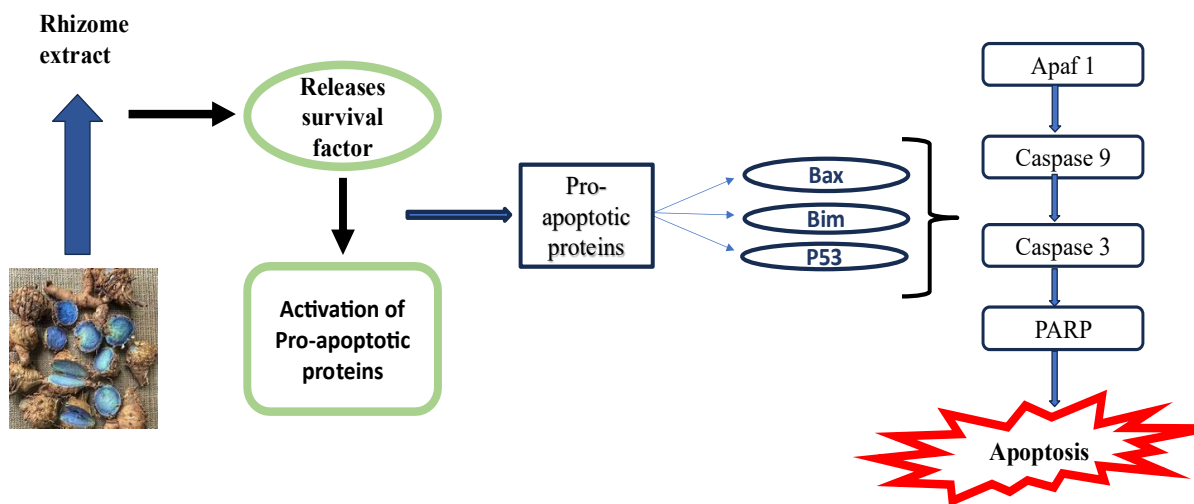 Rhizome
extract
Releases
survival
factor
Activation of
Pro-apoptotic
proteins
Pro-
apoptotic
proteins
Bax
Bim
P53
Apaf 1
Caspase 9
Caspase 3
PARP
Apoptosis